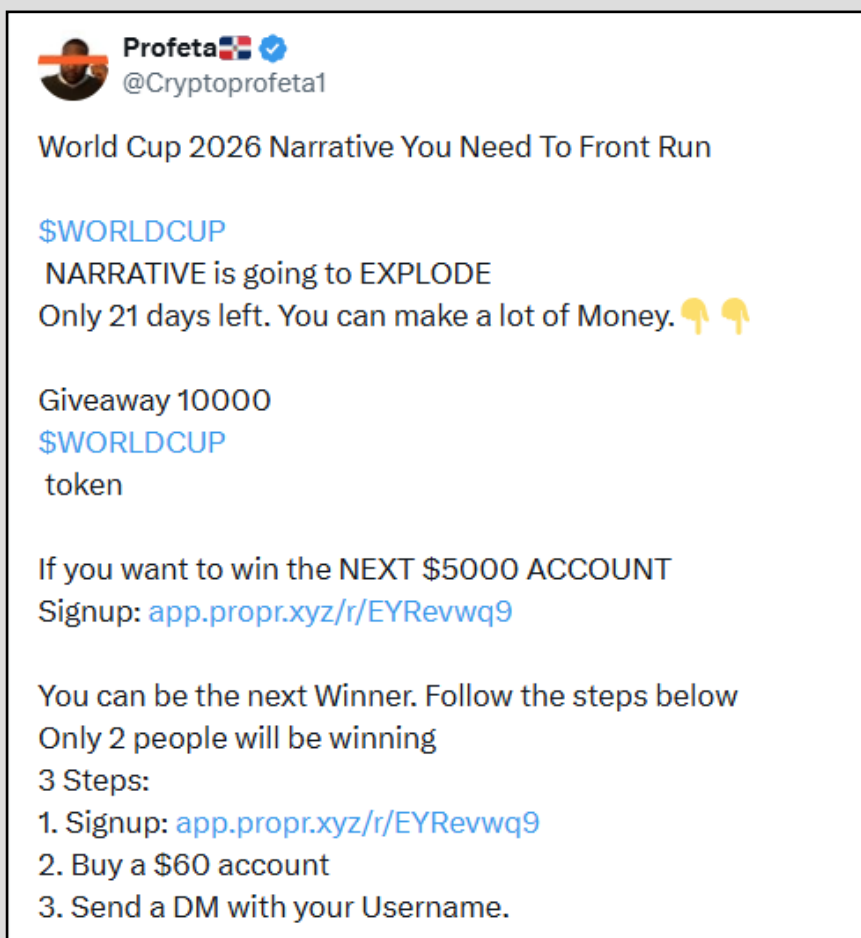 Profeta🇩🇴
@Cryptoprofeta1
World Cup 2026 Narrative You Need To Front Run
$WORLDCUP
NARRATIVE is going to EXPLODE
Only 21 days left. You can make a lot of Money.👇👇
Giveaway 10000
$WORLDCUP
token
If you want to win the NEXT $5000 ACCOUNT
Signup: app.propr.xyz/r/EYRevwq9
You can be the next Winner. Follow the steps below
Only 2 people will be winning
3 Steps:
1. Signup: app.propr.xyz/r/EYRevwq9
2. Buy a $60 account
3. Send a DM with your Username.